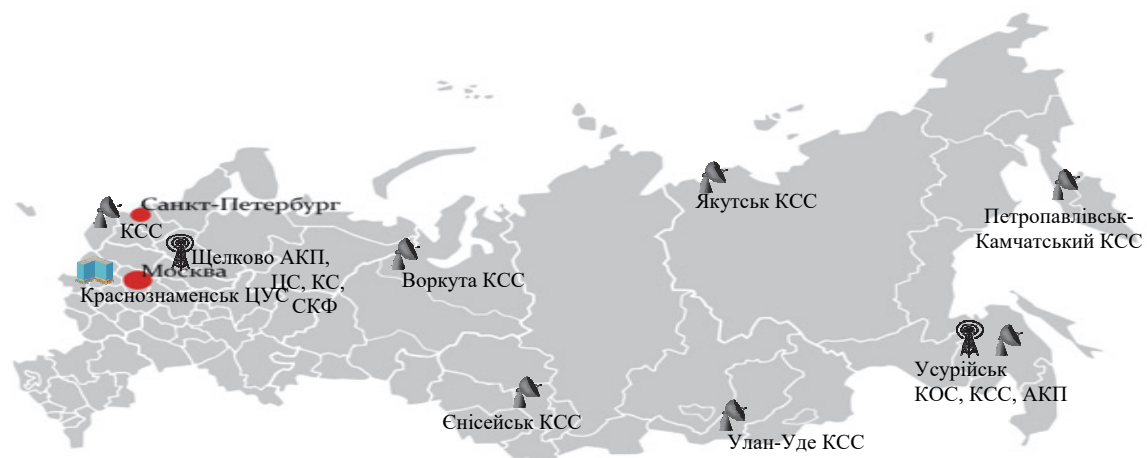 Санкт-Петербург
КСС
Щелково АКП,
ЦС, КС,
СКФ
Москва
Краснознаменськ ЦУС
Воркута КСС
Якутськ КСС
Петропавлівськ-
Камчатський КСС
Усурійськ
КОС, КСС, АКП
Єнісейськ КСС
Улан-Уде КСС